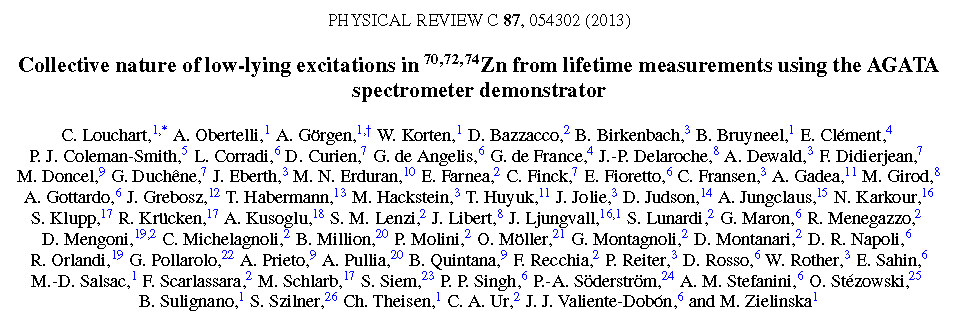 PHYSICAL REVIEW C 87, 054302 (2013)
Collective nature of low-lying excitations in 70,72,74Zn from lifetime measurements using the AGATA
spectrometer demonstrator
C. Louchart,1,* A. Obertelli,1 A. Görgen,1,† W. Korten,1 D. Bazzacco,2 B. Birkenbach,3 B. Bruyneel,1 E. Clément,4
P. J. Coleman-Smith,5 L. Corradi,6 D. Curien,7 G. de Angelis,6 G. de France,4 J.-P. Delaroche,8 A. Dewald,3 F. Didierjean,7
M. Doncel,9 G. Duchêne,7 J. Eberth,3 M. N. Erduran,10 E. Farnea,2 C. Finck,7 E. Fioretto,6 C. Fransen,3 A. Gadea,11 M. Girod,8
A. Gottardo,6 J. Grebosz,12 T. Habermann,13 M. Hackstein,3 T. Huyuk,11 J. Jolie,3 D. Judson,14 A. Jungclaus,15 N. Karkour,16
S. Klupp,17 R. Krücken,17 A. Kusoglu,18 S. M. Lenzi,2 J. Libert,8 J. Ljungvall,16,1 S. Lunardi,2 G. Maron,6 R. Menegazzo,2
D. Mengoni,19,2 C. Michelagnoli,2 B. Million,20 P. Molini,2 O. Möller,21 G. Montagnoli,2 D. Montanari,2 D. R. Napoli,6
R. Orlandi,19 G. Pollarolo,22 A. Prieto,9 A. Pullia,20 B. Quintana,9 F. Recchia,2 P. Reiter,3 D. Rosso,6 W. Rother,3 E. Sahin,6
M.-D. Salsac,1 F. Scarlassara,2 M. Schlarb,17 S. Siem,23 P. P. Singh,6 P.-A. Söderström,24 A. M. Stefanini,6 O. Stézowski,25
B. Sulignano,1 S. Szilner,26 Ch. Theisen,1 C. A. Ur,2 J. J. Valiente-Dobón,6 and M. Zielinska1